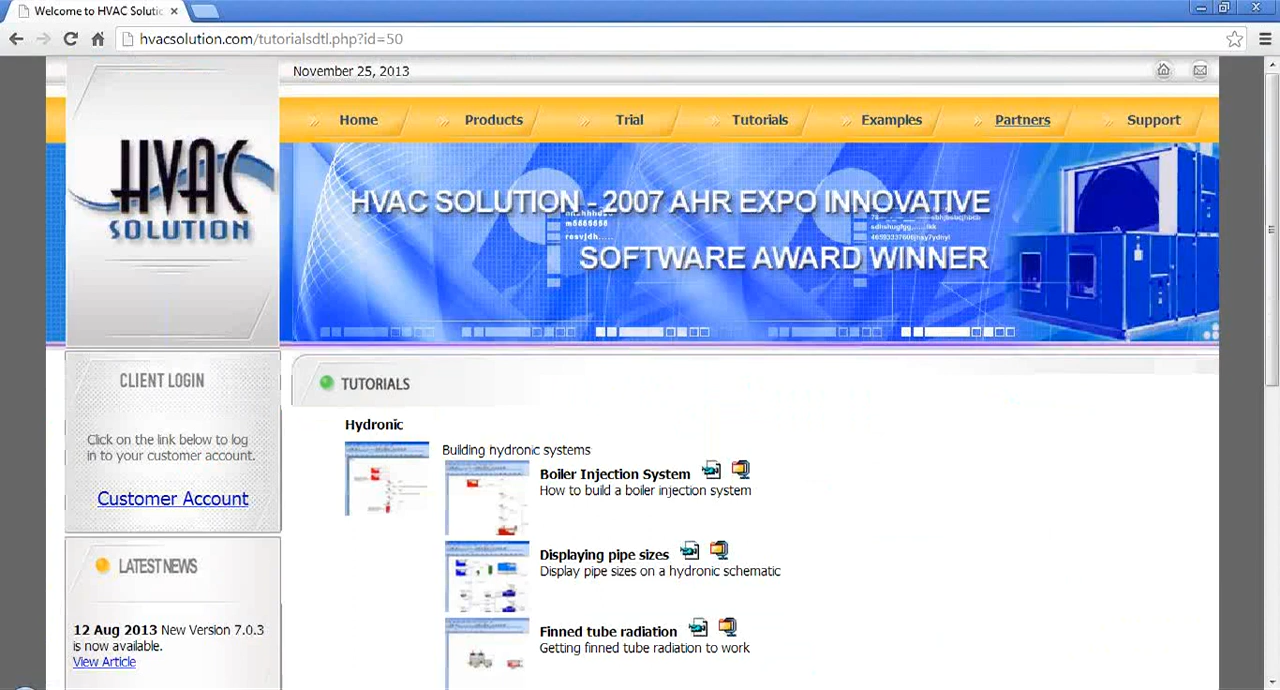 Welcome to HVAC Soluti
hvacsolution.com/tutorialsdtl.php?id=50
November 25, 2013
HVAC
SOLUTION
Home
Products
Trial
Tutorials
Examples
Partners
Support
HVAC SOLUTION - 2007 AHR EXPO INNOVATIVE
m8666668
resvjdh.....
SOFTWARE AWARD WINNER
CLIENT LOGIN
Click on the link below to log
in to your customer account.
Customer Account
LATEST NEWS
12 Aug 2013 New Version 7.0.3
is now available.
View Article
TUTORIALS
Hydronic
Building hydronic systems
Boiler Injection System
How to build a boiler injection system
Displaying pipe sizes
Display pipe sizes on a hydronic schematic
Finned tube radiation
Getting finned tube radiation to work